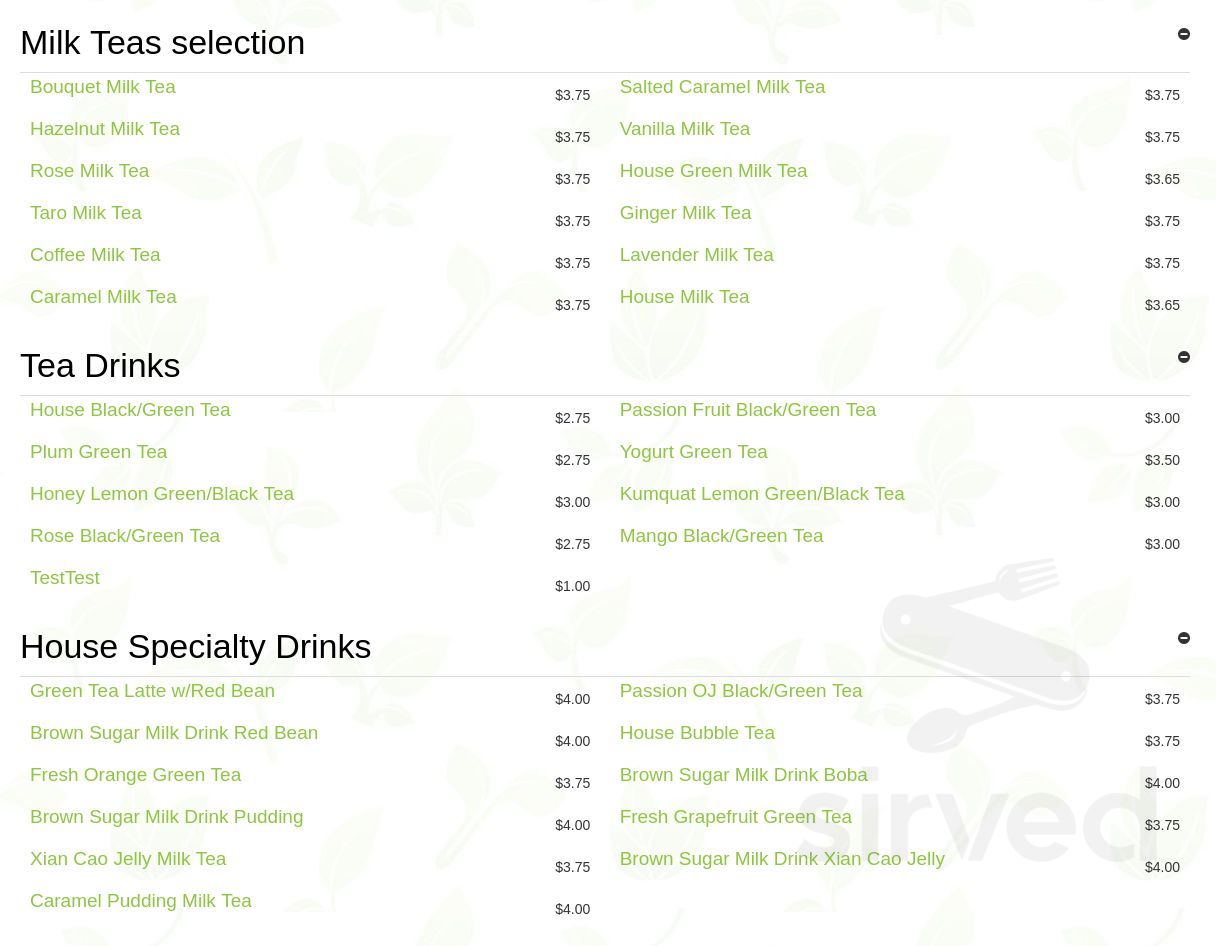 Milk Teas selection
Bouquet Milk Tea $3.75 Salted Caramel Milk Tea $3.75
Hazelnut Milk Tea $3.75 Vanilla Milk Tea $3.75
Rose Milk Tea $3.75 House Green Milk Tea $3.65
Taro Milk Tea $3.75 Ginger Milk Tea $3.75
Coffee Milk Tea $3.75 Lavender Milk Tea $3.75
Caramel Milk Tea $3.75 House Milk Tea $3.65
Tea Drinks
House Black/Green Tea $2.75 Passion Fruit Black/Green Tea $3.00
Plum Green Tea $2.75 Yogurt Green Tea $3.50
Honey Lemon Green/Black Tea $3.00 Kumquat Lemon Green/Black Tea $3.00
Rose Black/Green Tea $2.75 Mango Black/Green Tea $3.00
TestTest $1.00
House Specialty Drinks
Green Tea Latte w/Red Bean $4.00 Passion OJ Black/Green Tea $3.75
Brown Sugar Milk Drink Red Bean $4.00 House Bubble Tea $3.75
Fresh Orange Green Tea $3.75 Brown Sugar Milk Drink Boba $4.00
Brown Sugar Milk Drink Pudding $4.00 Fresh Grapefruit Green Tea $3.75
Xian Cao Jelly Milk Tea $3.75 Brown Sugar Milk Drink Xian Cao Jelly $4.00
Caramel Pudding Milk Tea $4.00
sirved